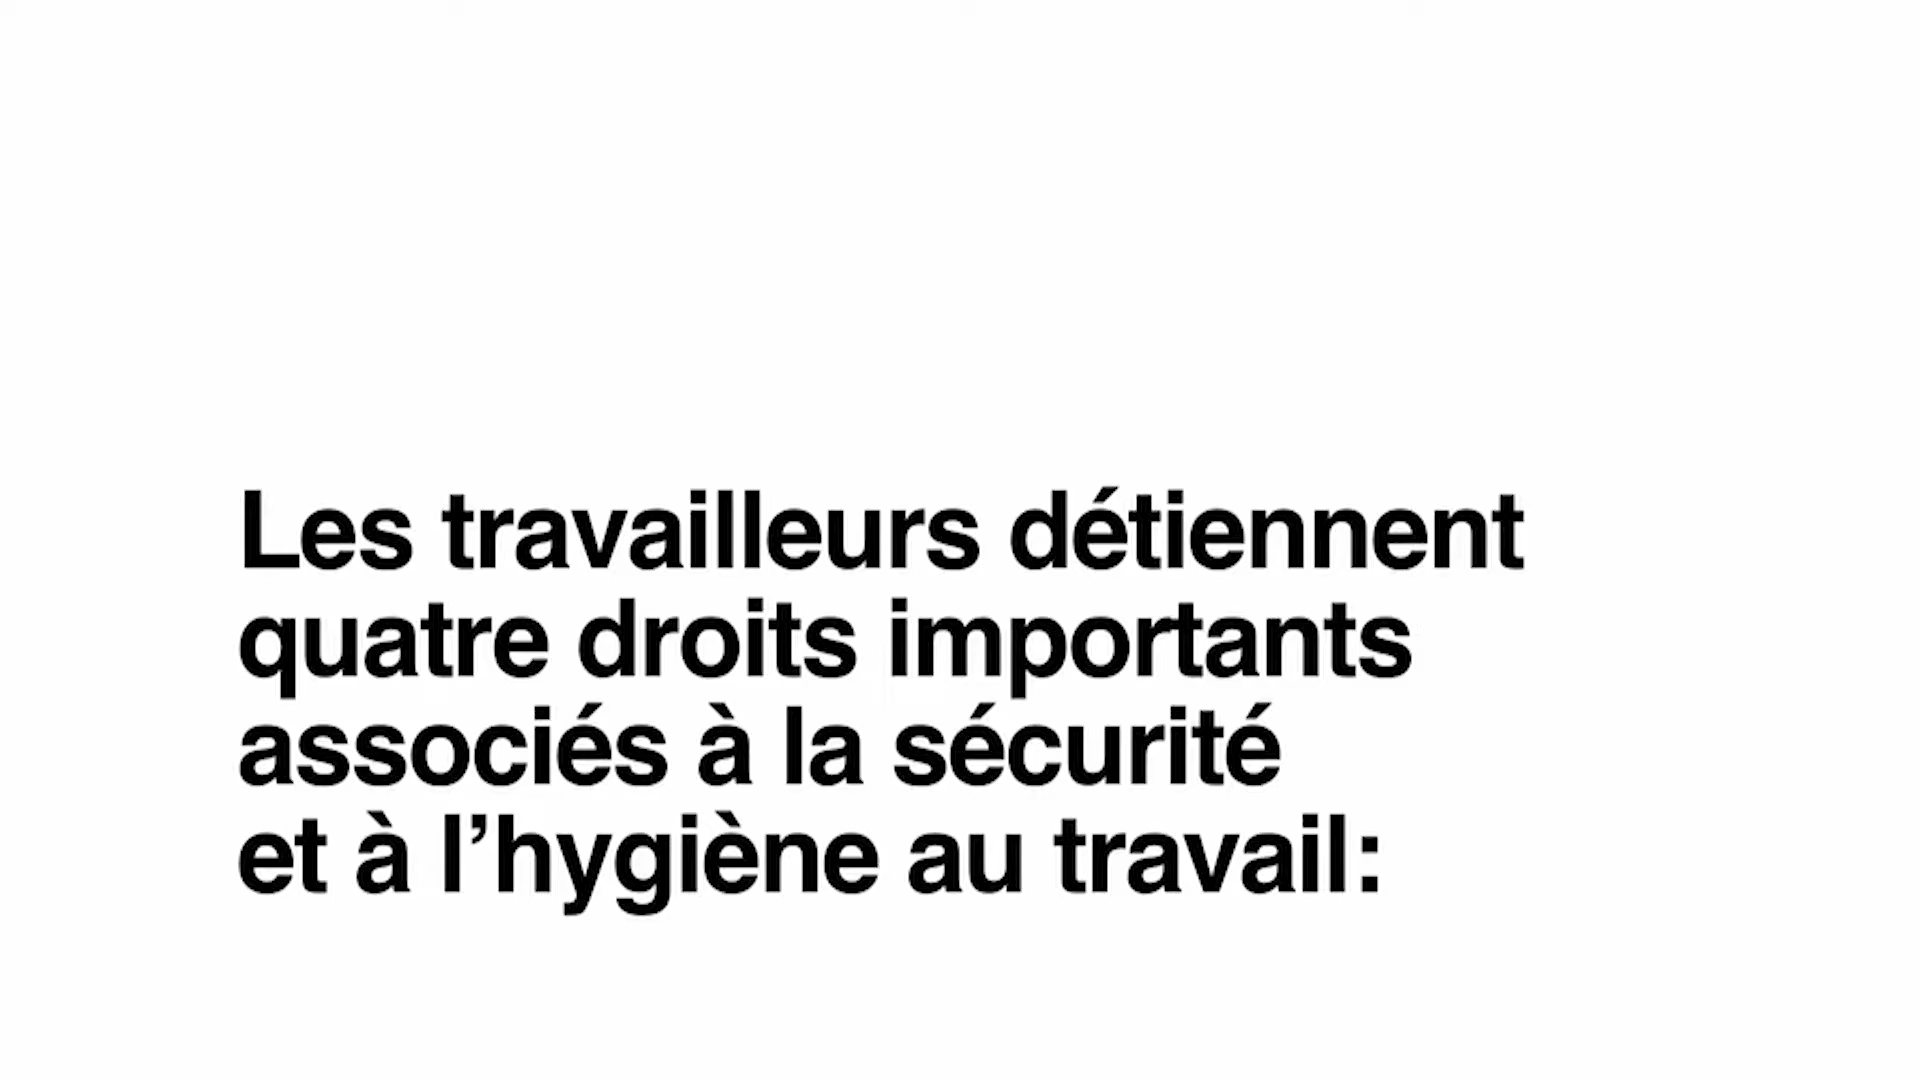 Les travailleurs détiennent
quatre droits importants
associés à la sécurité
et à l’hygiène au travail: